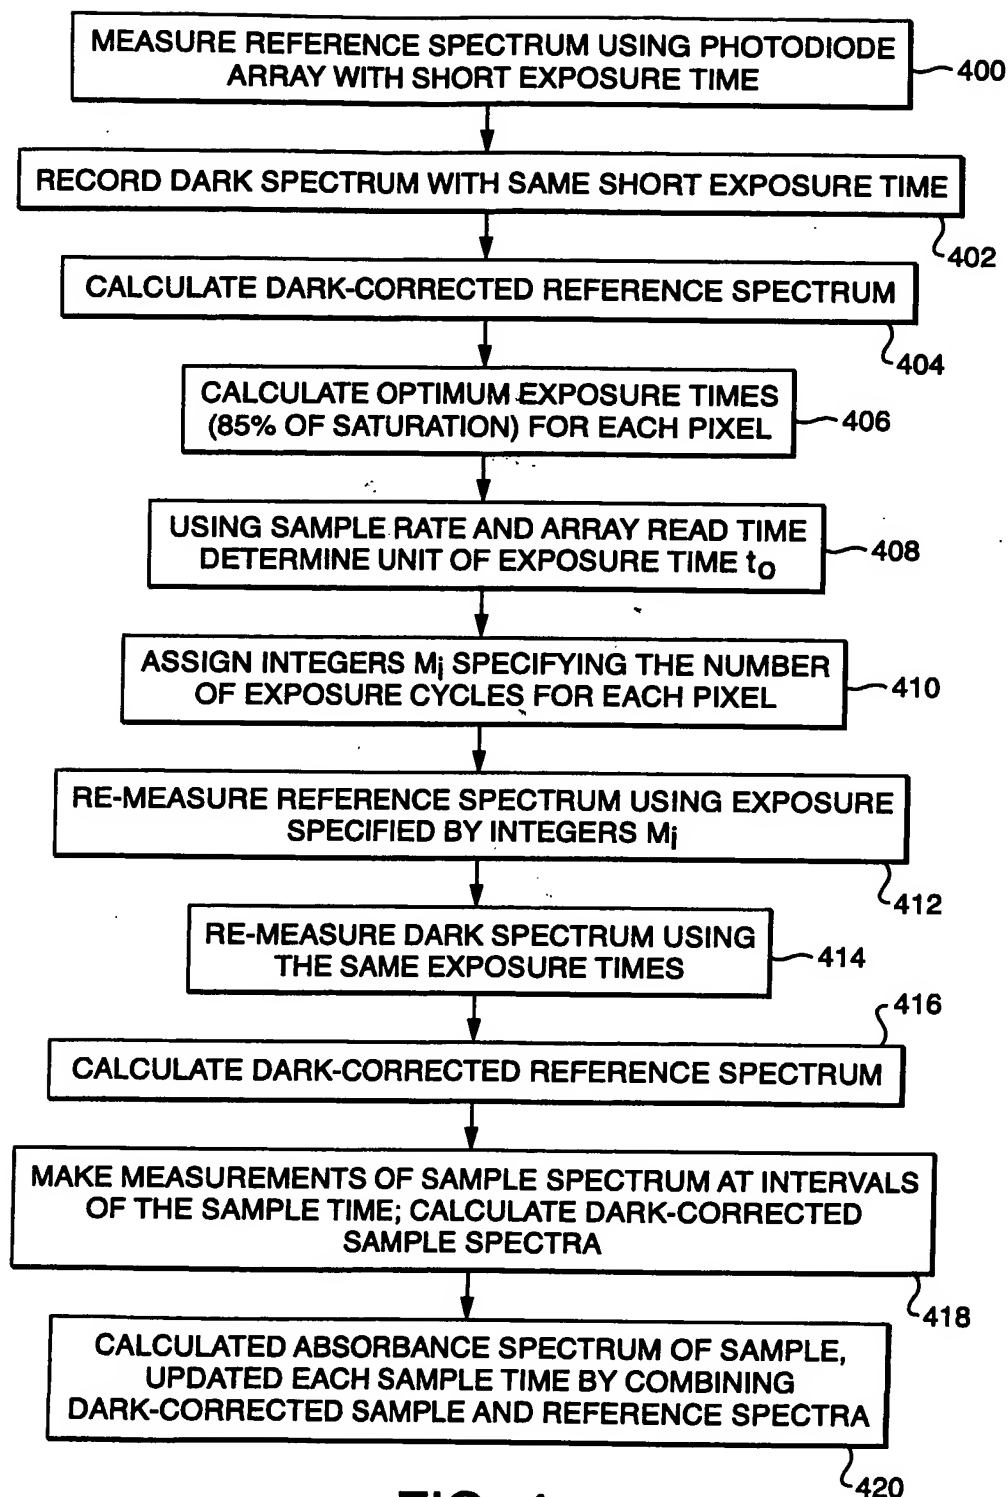 MEASURE REFERENCE SPECTRUM USING PHOTODIODE
ARRAY WITH SHORT EXPOSURE TIME
400
RECORD DARK SPECTRUM WITH SAME SHORT EXPOSURE TIME
402
CALCULATE DARK-CORRECTED REFERENCE SPECTRUM
404
CALCULATE OPTIMUM EXPOSURE TIMES
(85% OF SATURATION) FOR EACH PIXEL
406
USING SAMPLE RATE AND ARRAY READ TIME
DETERMINE UNIT OF EXPOSURE TIME to
408
ASSIGN INTEGERS Mi SPECIFYING THE NUMBER
OF EXPOSURE CYCLES FOR EACH PIXEL
410
RE-MEASURE REFERENCE SPECTRUM USING EXPOSURE
SPECIFIED BY INTEGERS Mi
412
RE-MEASURE DARK SPECTRUM USING
THE SAME EXPOSURE TIMES
414
416
CALCULATE DARK-CORRECTED REFERENCE SPECTRUM
MAKE MEASUREMENTS OF SAMPLE SPECTRUM AT INTERVALS
OF THE SAMPLE TIME; CALCULATE DARK-CORRECTED
SAMPLE SPECTRA
418
CALCULATED ABSORBANCE SPECTRUM OF SAMPLE,
UPDATED EACH SAMPLE TIME BY COMBINING
DARK-CORRECTED SAMPLE AND REFERENCE SPECTRA
420